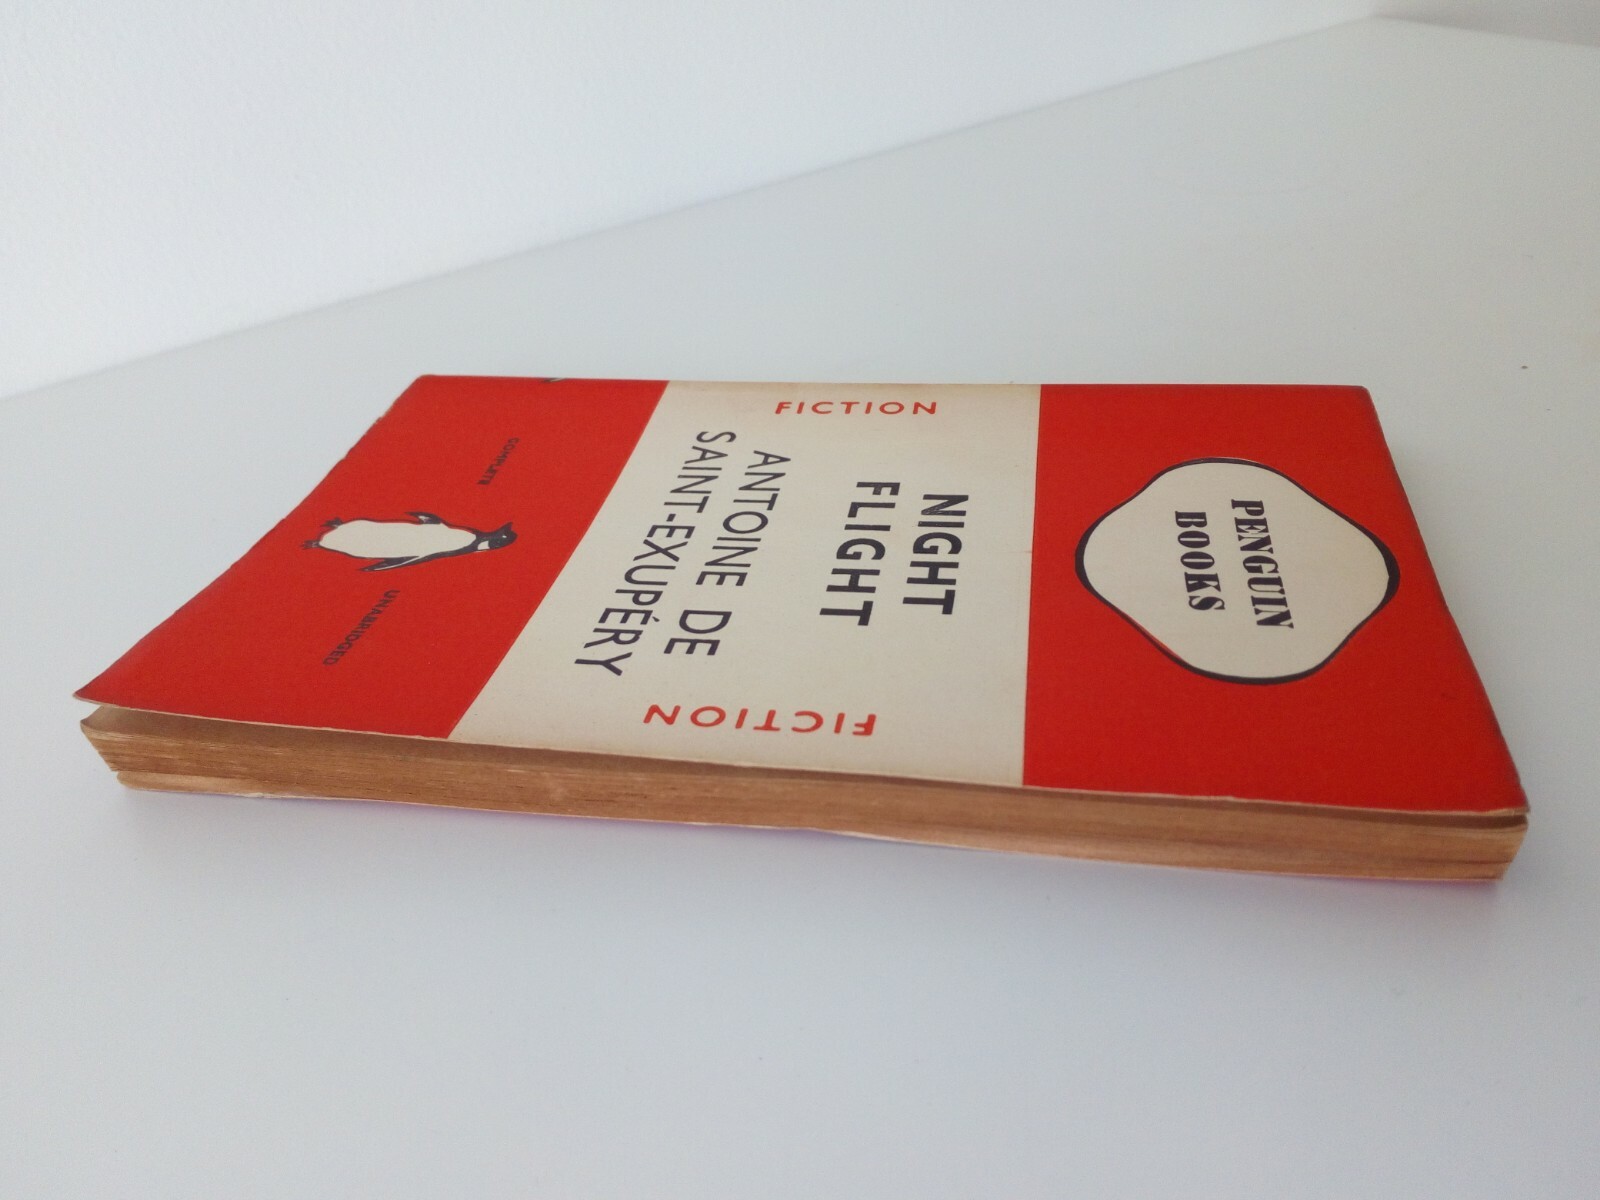 PENGUIN
BOOKS
FICTION
NIGHT
FLIGHT
ANTOINE DE
SAINT-EXUPÉRY
FICTION
COMPLETE
UNABRIDGED